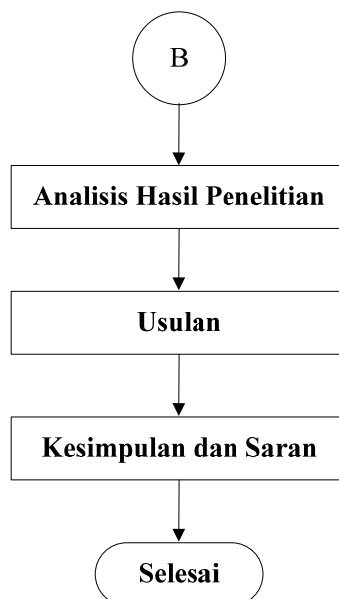 B
Analisis Hasil Penelitian
Usulan
Kesimpulan dan Saran
Selesai